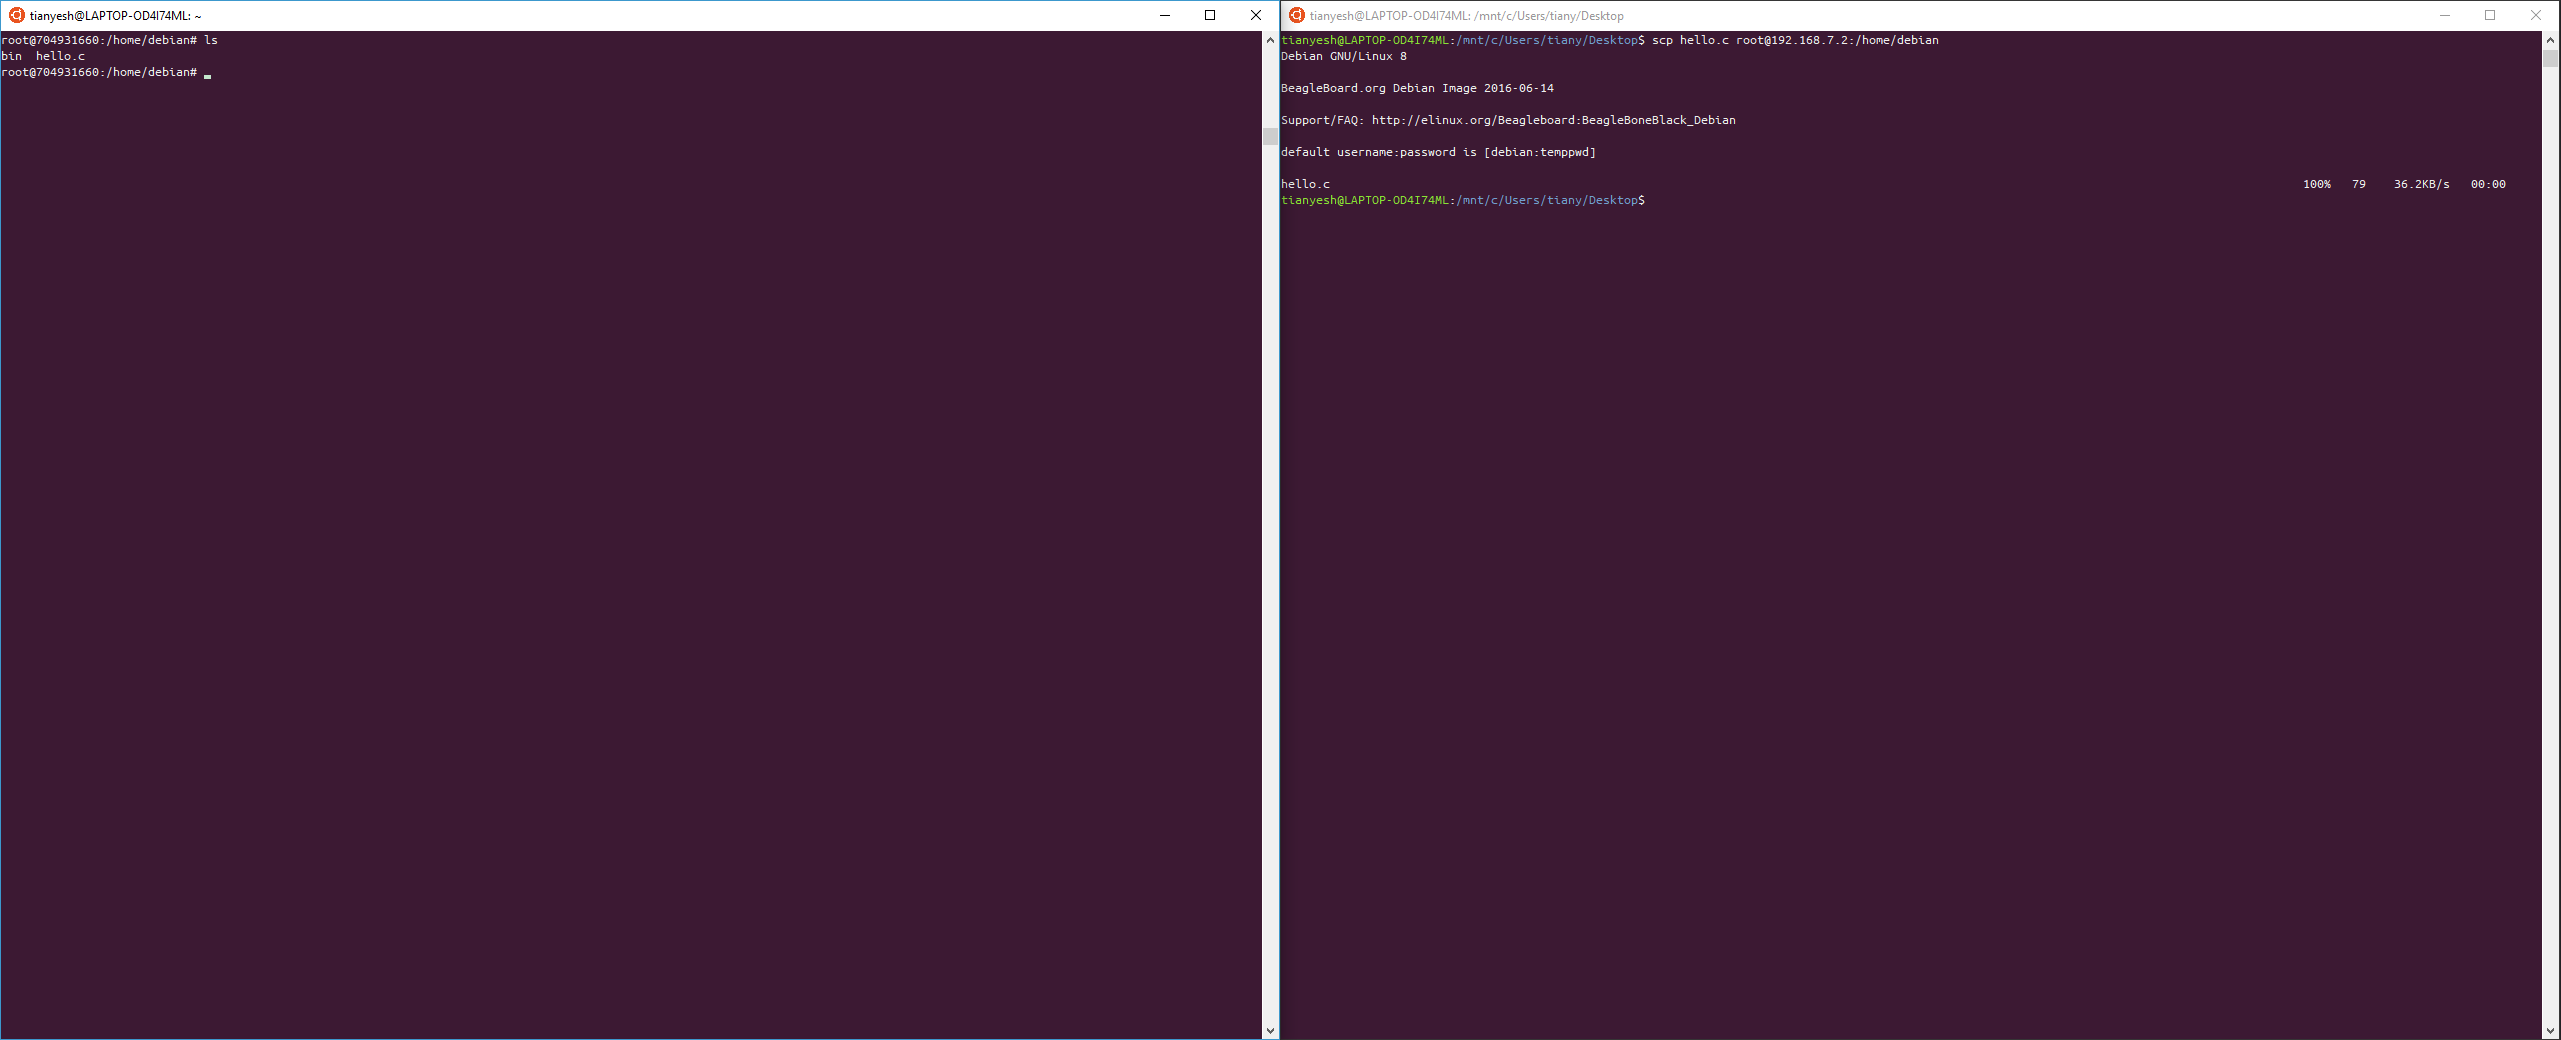 tianyesh@LAPTOP-OD4I74ML: ~
root@704931660:/home/debian# ls
bin  hello.c
root@704931660:/home/debian#
tianyesh@LAPTOP-OD4I74ML: /mnt/c/Users/tiany/Desktop
tianyesh@LAPTOP-OD4I74ML:/mnt/c/Users/tiany/Desktop$ scp hello.c root@192.168.7.2:/home/debian
Debian GNU/Linux 8
BeagleBoard.org Debian Image 2016-06-14
Support/FAQ: http://elinux.org/Beagleboard:BeagleBoneBlack_Debian
default username:password is [debian:temppwd]
hello.c 100% 79 36.2KB/s 00:00
tianyesh@LAPTOP-OD4I74ML:/mnt/c/Users/tiany/Desktop$